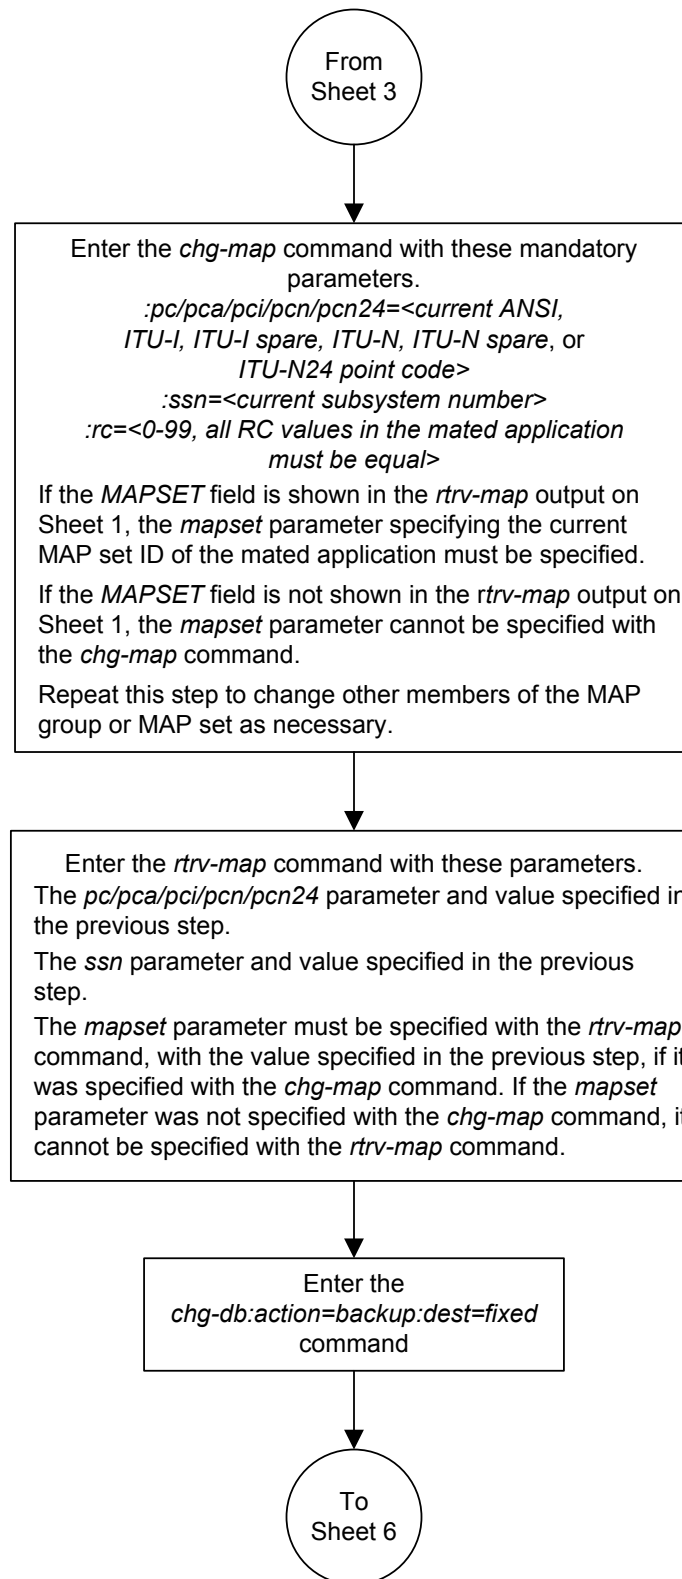 From
Sheet 3
Enter the chg-map command with these mandatory
parameters.
:pc/pca/pci/pcn/pcn24=<current ANSI,
ITU-I, ITU-I spare, ITU-N, ITU-N spare, or
ITU-N24 point code>
:ssn=<current subsystem number>
:rc=<0-99, all RC values in the mated application
must be equal>
If the MAPSET field is shown in the rtrv-map output on
Sheet 1, the mapset parameter specifying the current
MAP set ID of the mated application must be specified.
If the MAPSET field is not shown in the rtrv-map output on
Sheet 1, the mapset parameter cannot be specified with
the chg-map command.
Repeat this step to change other members of the MAP
group or MAP set as necessary.
Enter the rtrv-map command with these parameters.
The pc/pca/pci/pcn/pcn24 parameter and value specified in
the previous step.
The ssn parameter and value specified in the previous
step.
The mapset parameter must be specified with the rtrv-map
command, with the value specified in the previous step, if it
was specified with the chg-map command. If the mapset
parameter was not specified with the chg-map command, it
cannot be specified with the rtrv-map command.
Enter the
chg-db:action=backup:dest=fixed
command
To
Sheet 6